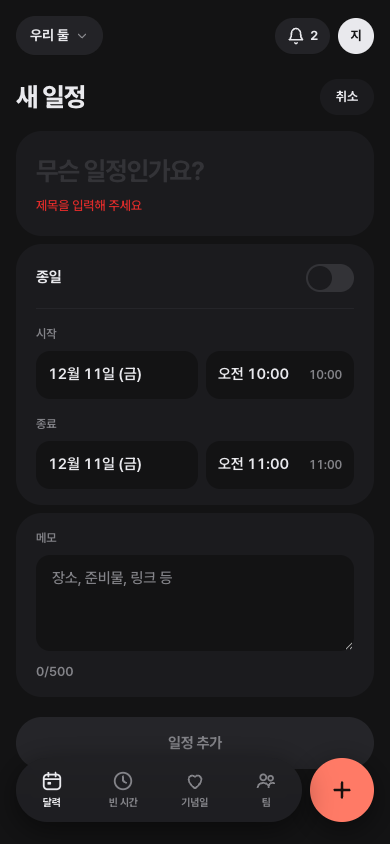 우리 둘
2
지
새 일정
취소
무슨 일정인가요?
제목을 입력해 주세요
종일
시작
12월 11일 (금)
오전 10:00 10:00
종료
12월 11일 (금)
오전 11:00 11:00
메모
장소, 준비물, 링크 등
0/500
일정 추가
달력
빈 시간
기념일
팀